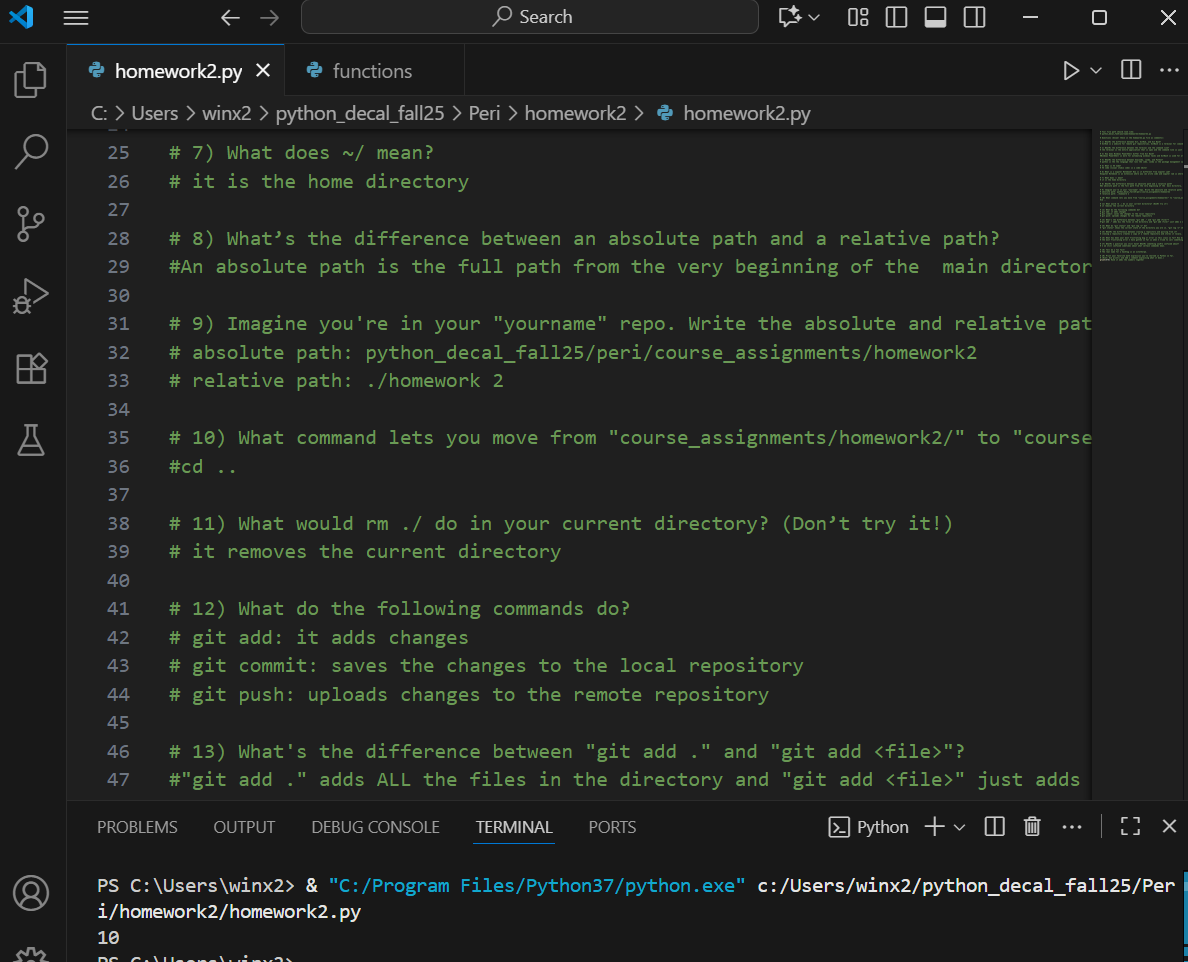 Search
homework2.py
functions
C: > Users > winx2 > python_decal_fall25 > Peri > homework2 > homework2.py
25 # 7) What does ~/ mean?
26 # it is the home directory
27
28 # 8) What’s the difference between an absolute path and a relative path?
29 #An absolute path is the full path from the very beginning of the  main director
30
31 # 9) Imagine you're in your "yourname" repo. Write the absolute and relative pat
32 # absolute path: python_decal_fall25/peri/course_assignments/homework2
33 # relative path: ./homework 2
34
35 # 10) What command lets you move from "course_assignments/homework2/" to "course
36 #cd ..
37
38 # 11) What would rm ./ do in your current directory? (Don’t try it!)
39 # it removes the current directory
40
41 # 12) What do the following commands do?
42 # git add: it adds changes
43 # git commit: saves the changes to the local repository
44 # git push: uploads changes to the remote repository
45
46 # 13) What's the difference between "git add ." and "git add <file>"?
47 #"git add ." adds ALL the files in the directory and "git add <file>" just adds
PROBLEMS OUTPUT DEBUG CONSOLE TERMINAL PORTS Python
PS C:\Users\winx2> & "C:/Program Files/Python37/python.exe" c:/Users/winx2/python_decal_fall25/Per
i/homework2/homework2.py
10
PS C:\Users\winx2>